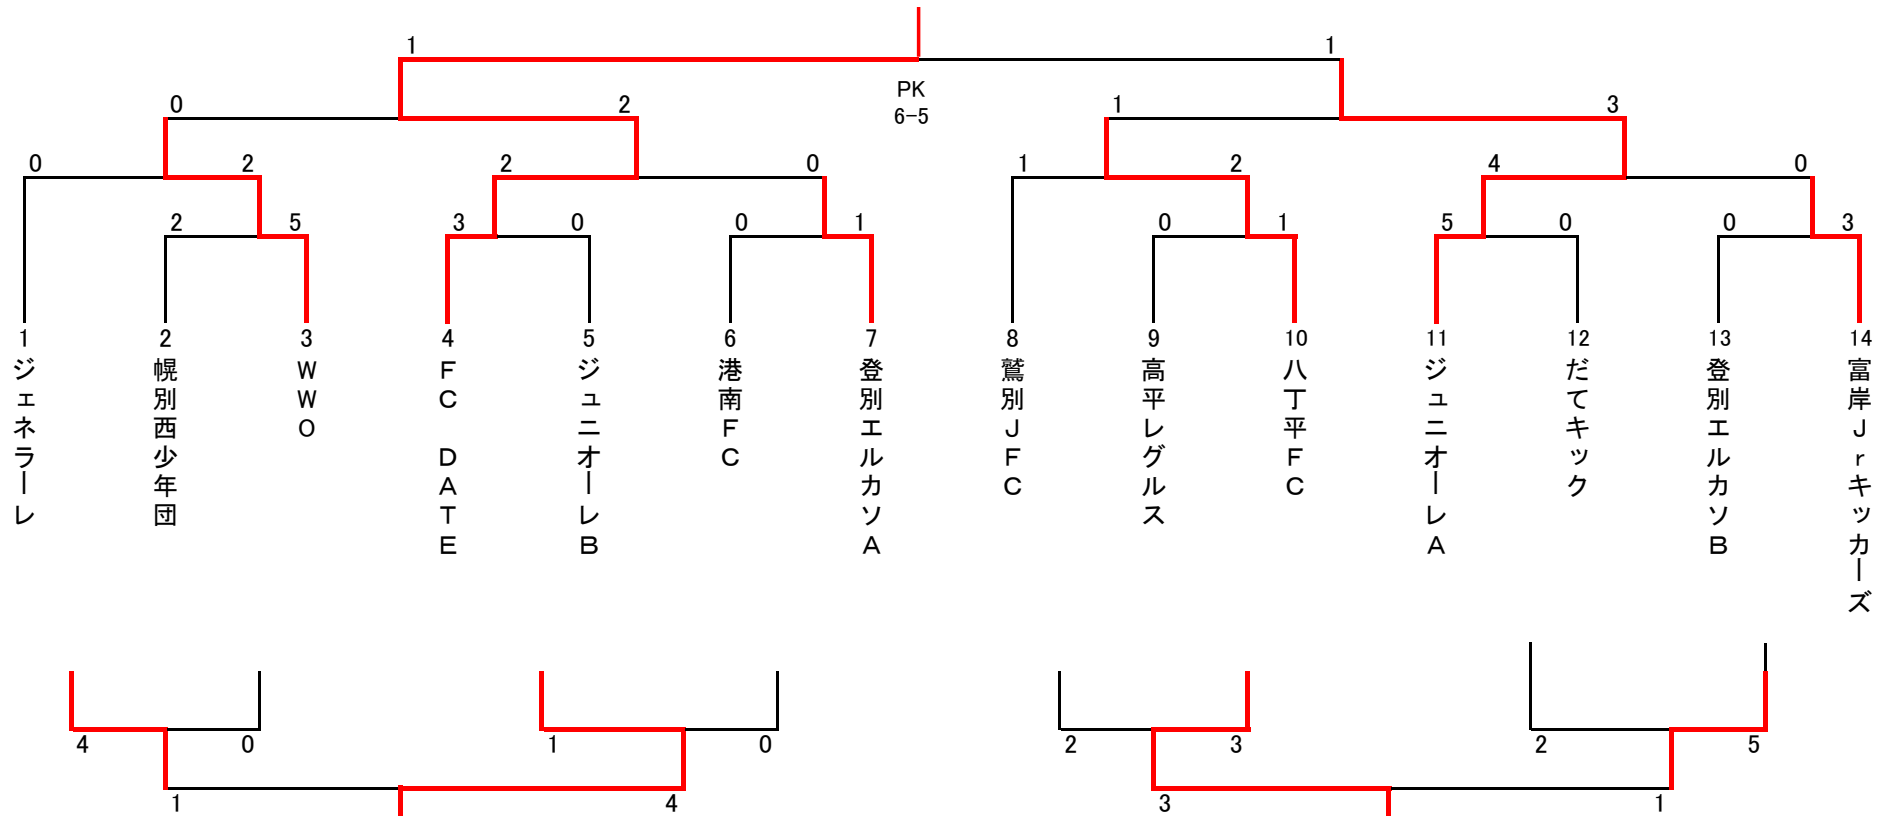 1 1
PK
6-5
0 2 1 3
0 2 2 0 1 2 4 0
2 5 3 0 0 1 0 1 5 0 0 3
1 2 3 4 5 6 7 8 9 10 11 12 13 14
ジェネラーレ
幌別西少年団
WWO
FC DATE
ジュニオーレB
港南FC
登別エルカソA
鷲別JFC
高平レグルス
八丁平FC
ジュニオーレA
だてキック
登別エルカソB
富岸Jrキッカーズ
4 0 1 0 2 3 2 5
1 4 3 1